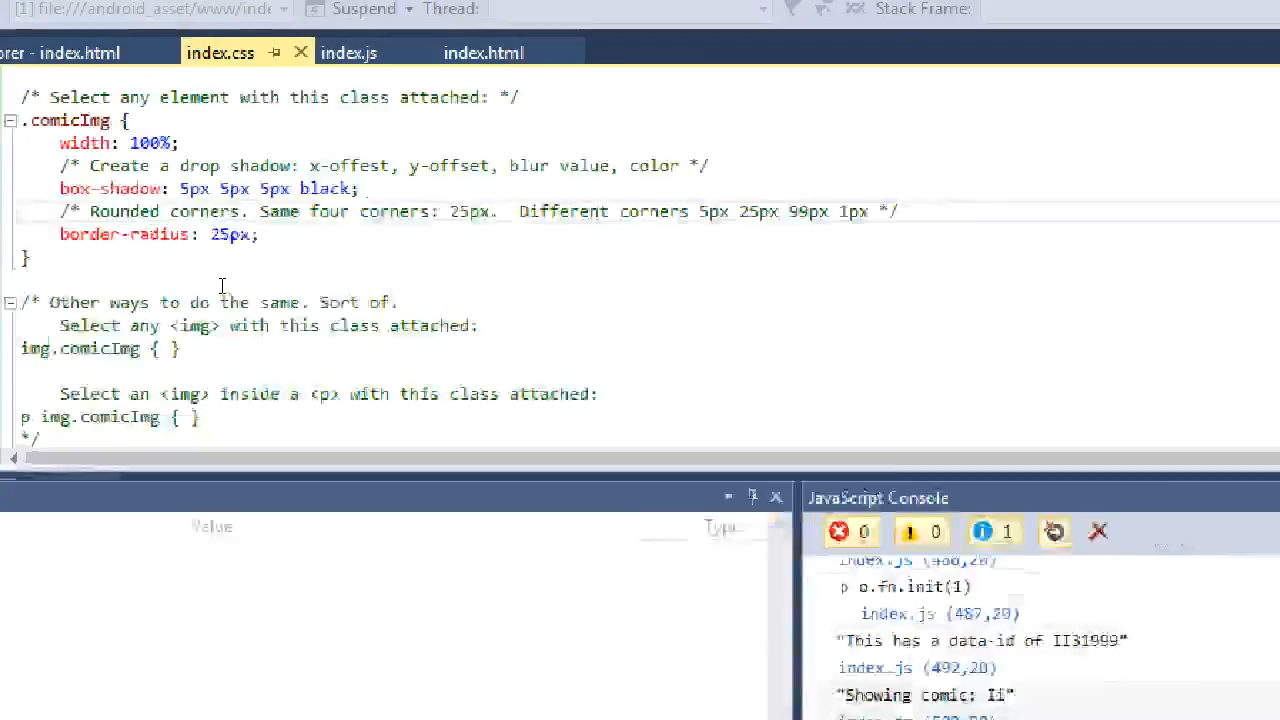 [1] file:///android_asset/www/inde Suspend Thread: Stack Frame:
orer - index.html index.css index.js index.html
/* Select any element with this class attached: */
.comicImg {
width: 100%;
/* Create a drop shadow: x-offest, y-offset, blur value, color */
box-shadow: 5px 5px 5px black;
/* Rounded corners. Same four corners: 25px.  Different corners 5px 25px 99px 1px */
border-radius: 25px;
}
/* Other ways to do the same. Sort of.
Select any <img> with this class attached:
img.comicImg { }
Select an <img> inside a <p> with this class attached:
p img.comicImg { }
*/
Value Type
JavaScript Console
0 0 1
index.js (486,20)
p o.fn.init(1)
index.js (487,20)
"This has a data-id of II31999"
index.js (492,20)
"Showing comic: Ii"